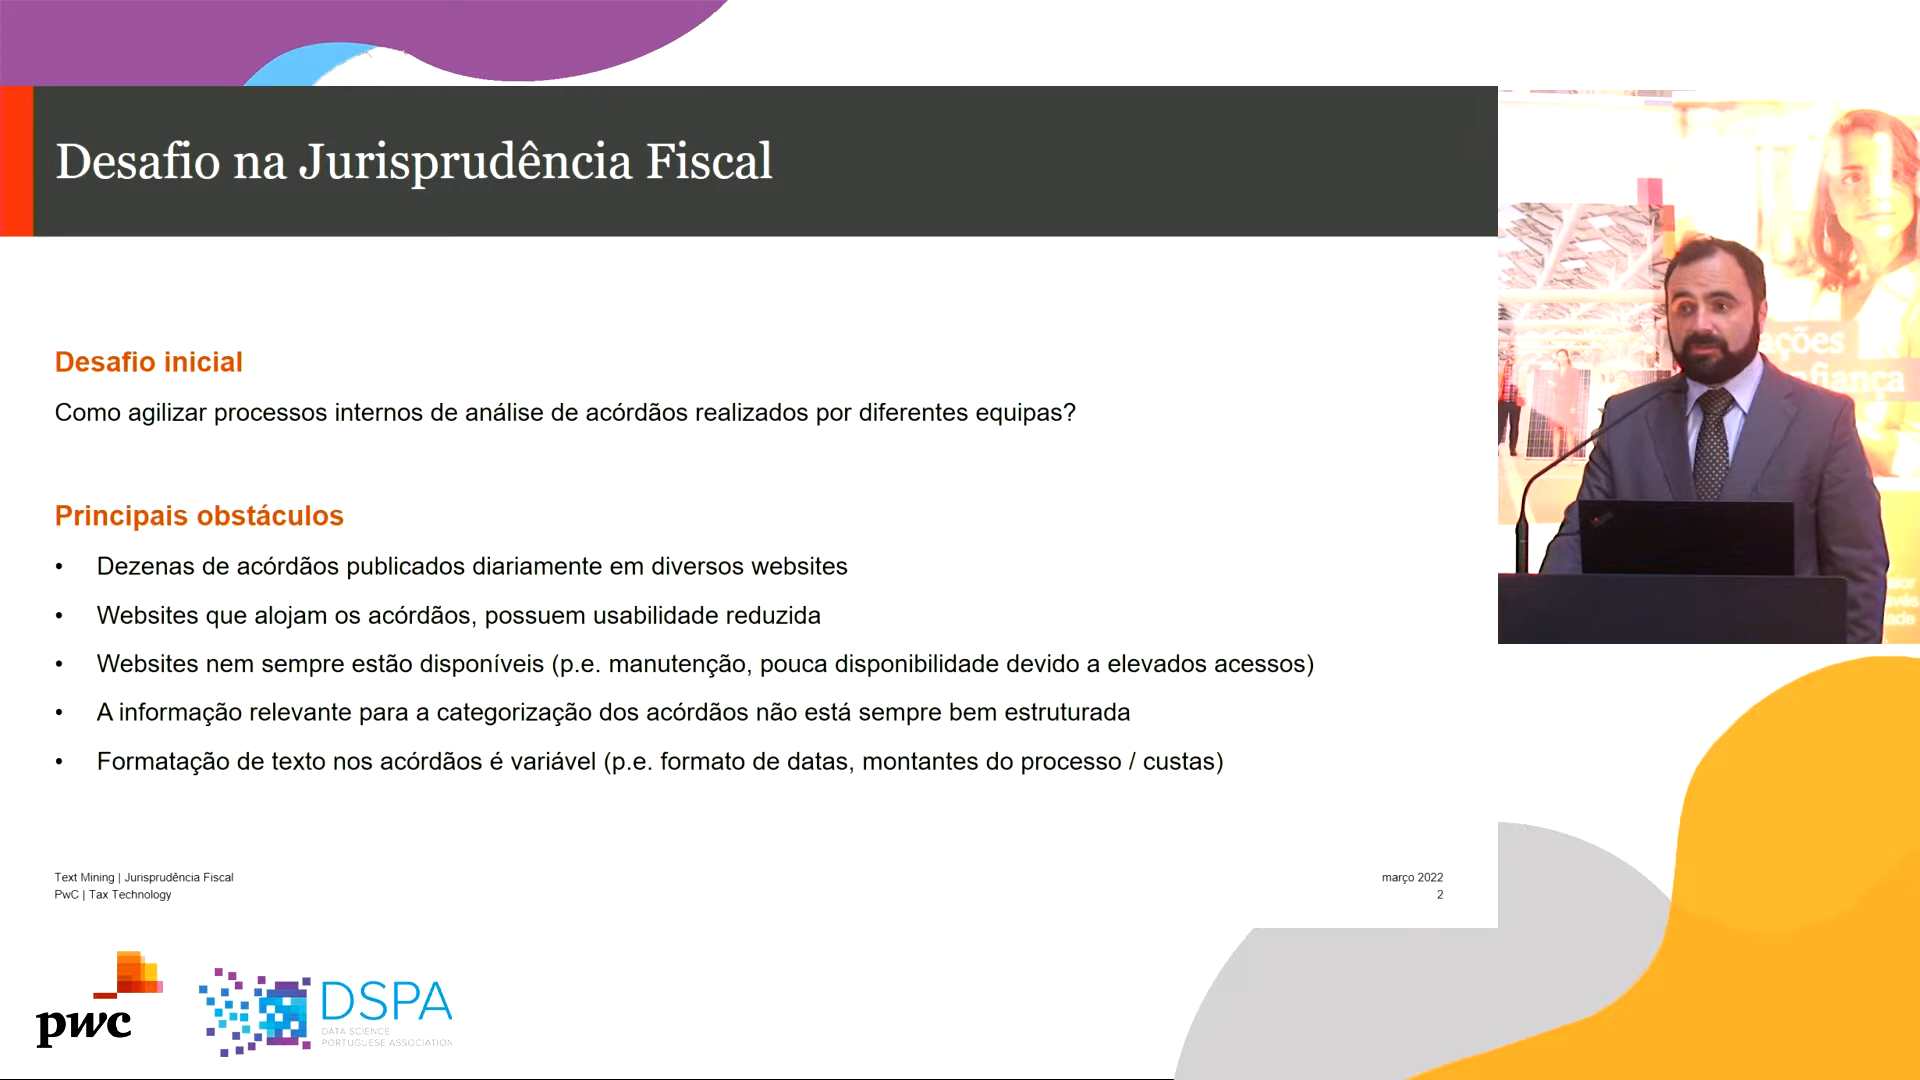 Desafio na Jurisprudência Fiscal
Desafio inicial
Como agilizar processos internos de análise de acórdãos realizados por diferentes equipas?
Principais obstáculos
• Dezenas de acórdãos publicados diariamente em diversos websites
• Websites que alojam os acórdãos, possuem usabilidade reduzida
• Websites nem sempre estão disponíveis (p.e. manutenção, pouca disponibilidade devido a elevados acessos)
• A informação relevante para a categorização dos acórdãos não está sempre bem estruturada
• Formatação de texto nos acórdãos é variável (p.e. formato de datas, montantes do processo / custas)
Text Mining | Jurisprudência Fiscal
PwC | Tax Technology
março 2022
2
pwc
DSPA
DATA SCIENCE
PORTUGUESE ASSOCIATION